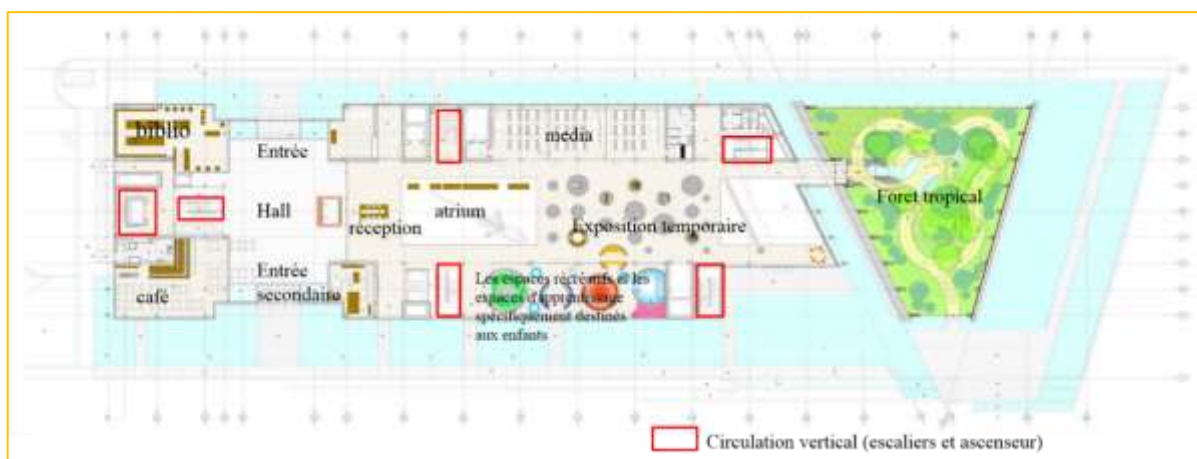 biblio
media
Entrée
Foret tropical
Hall
atrium
réception
Exposition temporaire
Entrée
secondaire
café
Les espaces récréatifs et les
espaces d'apprentissage
spécifiquement destinés
aux enfants
Circulation vertical (escaliers et ascenseur)